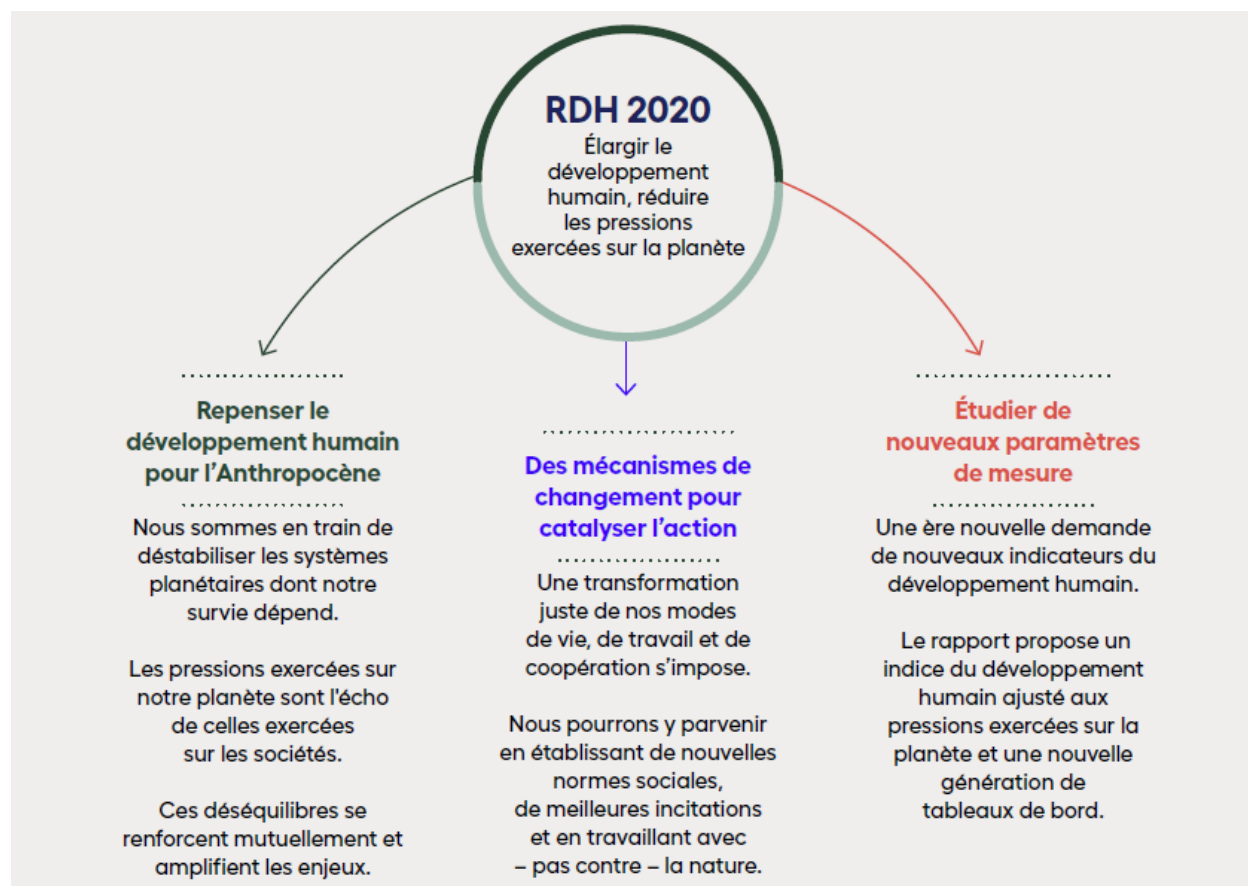 RDH 2020
Élargir le
développement
humain, réduire
les pressions
exercées sur la planète
Repenser le
développement humain
pour l’Anthropocène
Nous sommes en train de
déstabiliser les systèmes
planétaires dont notre
survie dépend.
Les pressions exercées sur
notre planète sont l'écho
de celles exercées
sur les sociétés.
Ces déséquilibres se
renforcent mutuellement et
amplifient les enjeux.
Des mécanismes de
changement pour
catalyser l’action
Une transformation
juste de nos modes
de vie, de travail et de
coopération s’impose.
Nous pourrons y parvenir
en établissant de nouvelles
normes sociales,
de meilleures incitations
et en travaillant avec
– pas contre – la nature.
Étudier de
nouveaux paramètres
de mesure
Une ère nouvelle demande
de nouveaux indicateurs du
développement humain.
Le rapport propose un
indice du développement
humain ajusté aux
pressions exercées sur la
planète et une nouvelle
génération de
tableaux de bord.